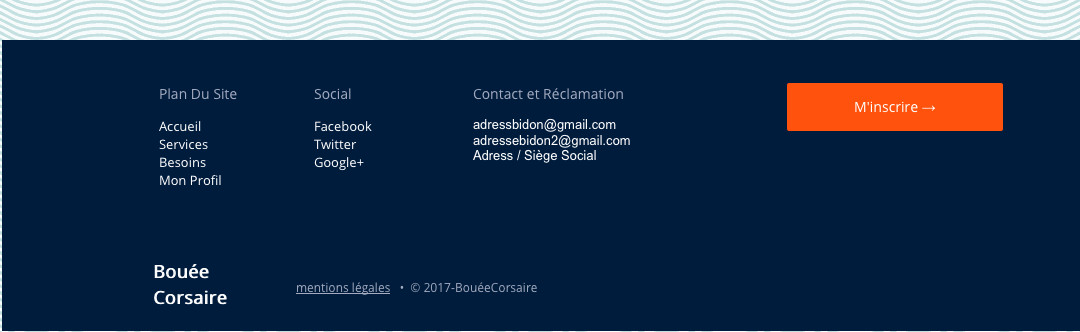 Plan Du Site
Accueil
Services
Besoins
Mon Profil
Social
Facebook
Twitter
Google+
Contact et Réclamation
adressbidon@gmail.com
adressebidon2@gmail.com
Adress / Siège Social
M'inscrire →
Bouée
Corsaire
mentions légales • © 2017-BouéeCorsaire